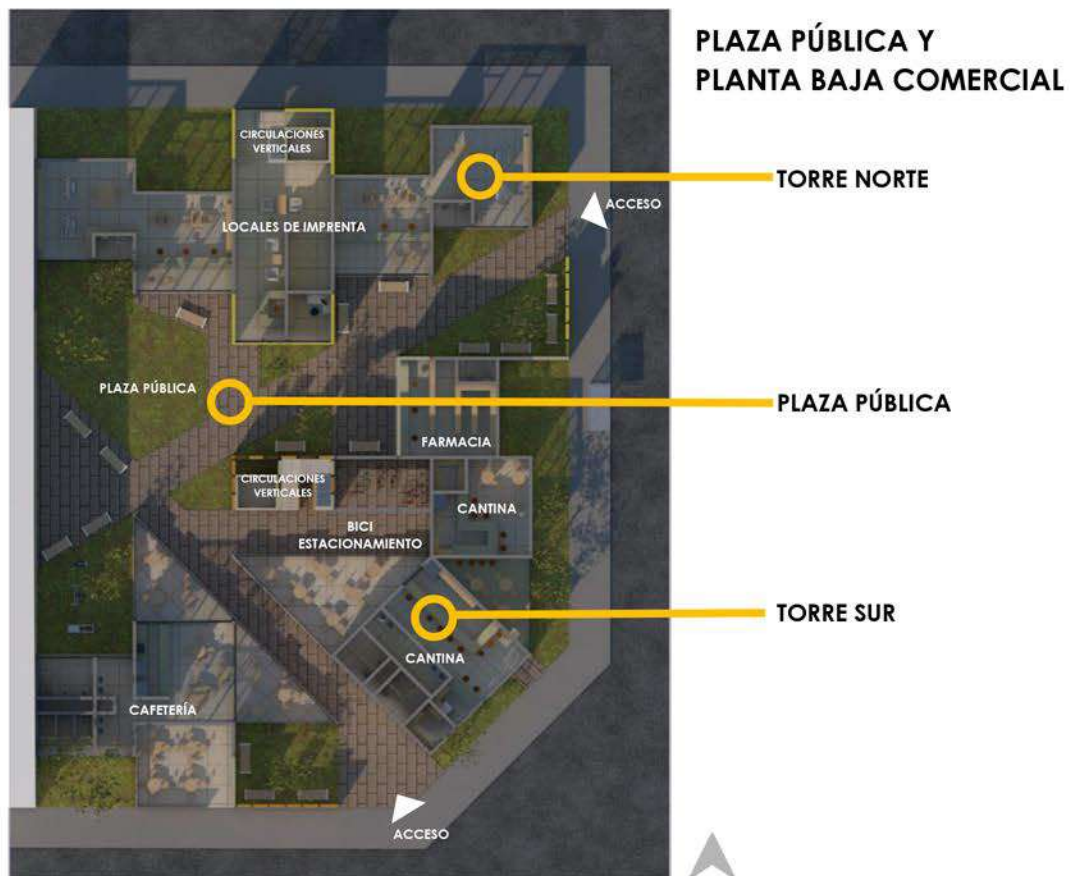 PLAZA PÚBLICA Y
PLANTA BAJA COMERCIAL
CIRCULACIONES
VERTICALES
TORRE NORTE
ACCESO
LOCALES DE IMPRENTA
PLAZA PÚBLICA
PLAZA PÚBLICA
FARMACIA
CIRCULACIONES
VERTICALES
CANTINA
BICI
ESTACIONAMIENTO
TORRE SUR
CANTINA
CAFETERÍA
ACCESO